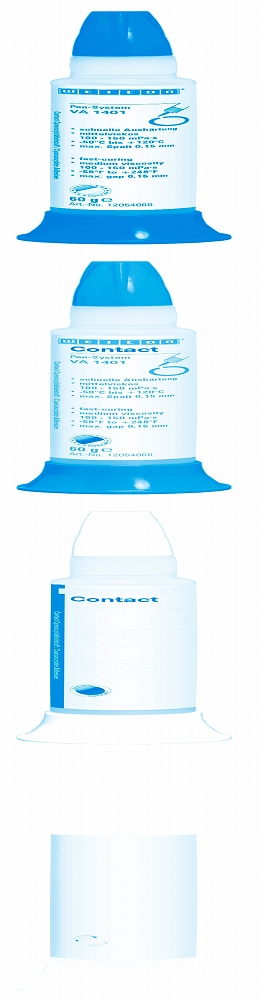 WEICON
Pen-System
VA 1401
• schnelle Aushärtung
• mittelviskos
• 100 - 150 mPa·s
• -50°C bis +120°C
• max. Spalt 0,15 mm
• fast-curing
• medium viscosity
• 100 - 150 mPa·s
• -58°F to +248°F
• max. gap 0,15 mm
60 g e
Art.-No. 12054060
WEICON
Contact
Pen-System
VA 1401
• schnelle Aushärtung
• mittelviskos
• 100 - 150 mPa·s
• -50°C bis +120°C
• max. Spalt 0,15 mm
• fast-curing
• medium viscosity
• 100 - 150 mPa·s
• -58°F to +248°F
• max. gap 0,15 mm
60 g e
Art.-No. 12054060
Contact